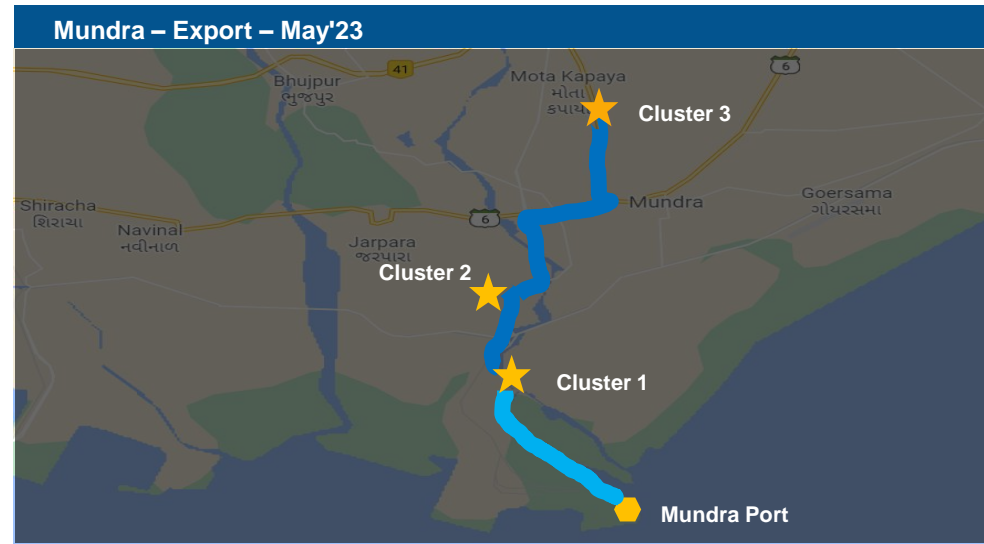 Mundra – Export – May'23
41
6
Bhujpur
ભુજપુર
Mota Kapaya
મોતા
કપાયા
Cluster 3
Shiracha
શિરાચા
Navinal
નવીનાળ
6
Mundra
Goersama
ગોયરસમા
Jarpara
જરપારા
Cluster 2
Cluster 1
Mundra Port